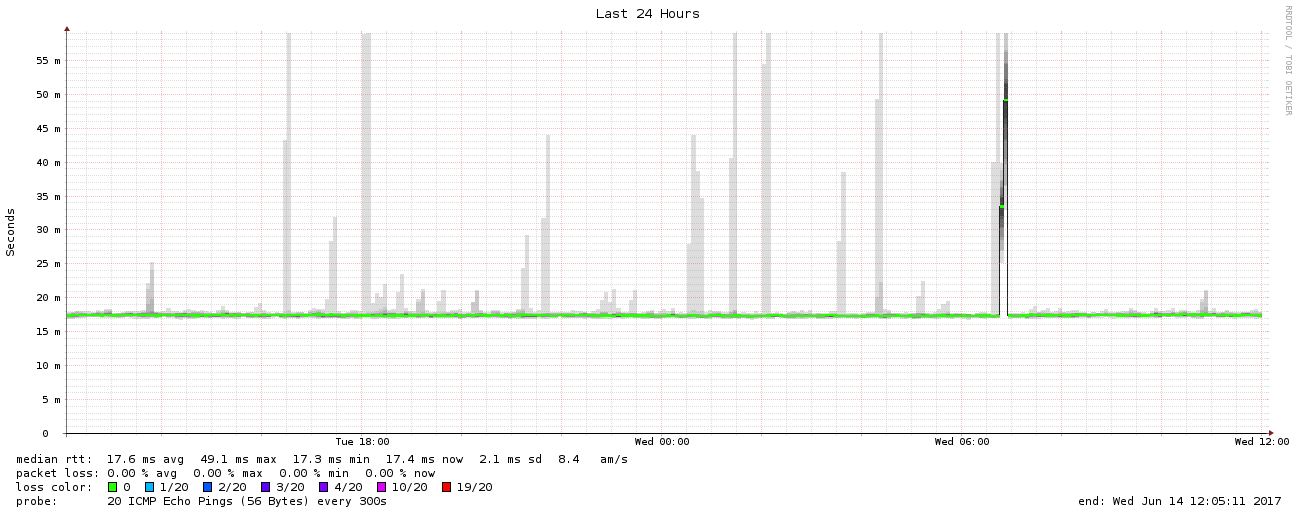 Last 24 Hours
RRDTOOL / TOBI OETIKER
Seconds
55 m
50 m
45 m
40 m
35 m
30 m
25 m
20 m
15 m
10 m
5 m
0
Tue 18:00 Wed 00:00 Wed 06:00 Wed 12:00
median rtt: 17.6 ms avg 49.1 ms max 17.3 ms min 17.4 ms now 2.1 ms sd 8.4 am/s
packet loss: 0.00 % avg 0.00 % max 0.00 % min 0.00 % now
loss color: 0 1/20 2/20 3/20 4/20 10/20 19/20
probe: 20 ICMP Echo Pings (56 Bytes) every 300s end: Wed Jun 14 12:05:11 2017